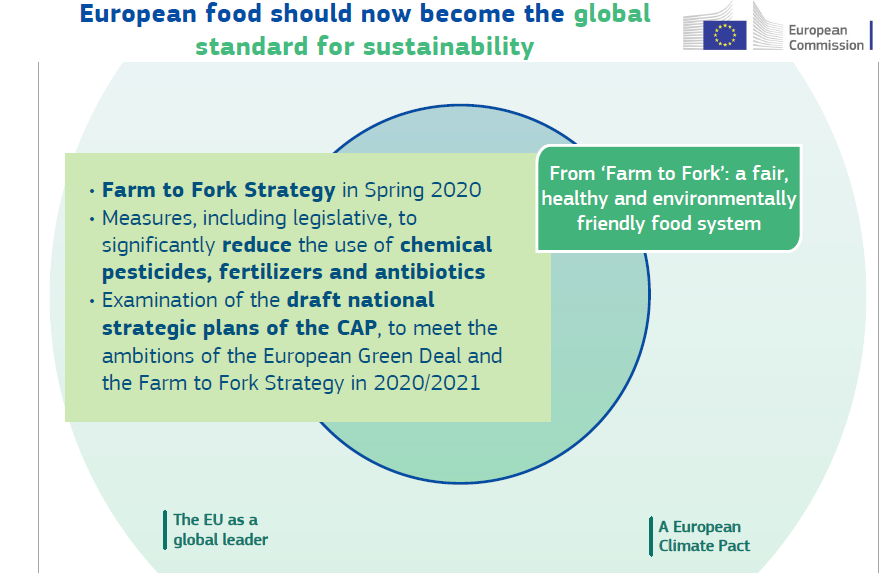 European food should now become the global
standard for sustainability
European
Commission
From ‘Farm to Fork’: a fair,
healthy and environmentally
friendly food system
• Farm to Fork Strategy in Spring 2020
• Measures, including legislative, to
significantly reduce the use of chemical
pesticides, fertilizers and antibiotics
• Examination of the draft national
strategic plans of the CAP, to meet the
ambitions of the European Green Deal and
the Farm to Fork Strategy in 2020/2021
The EU as a
global leader
A European
Climate Pact